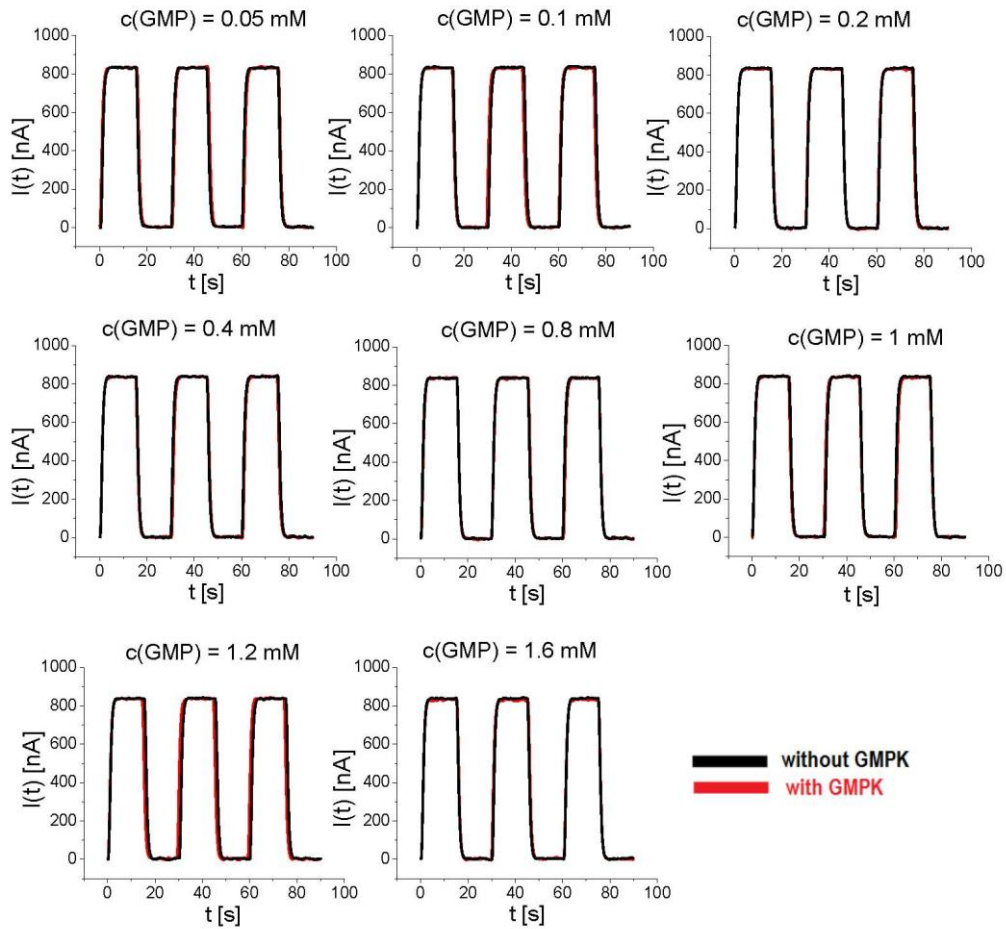 c(GMP) = 0.05 mM
c(GMP) = 0.1 mM
c(GMP) = 0.2 mM
1000
800
600
400
200
0
I(t) [nA]
0 20 40 60 80 100
t [s]
1000
800
600
400
200
0
I(t) [nA]
0 20 40 60 80 100
t [s]
1000
800
600
400
200
0
I(t) [nA]
0 20 40 60 80 100
t [s]
c(GMP) = 0.4 mM
c(GMP) = 0.8 mM
c(GMP) = 1 mM
1000
800
600
400
200
0
I(t) [nA]
0 20 40 60 80 100
t [s]
1000
800
600
400
200
0
I(t) [nA]
0 20 40 60 80 100
t [s]
1000
800
600
400
200
0
I(t) [nA]
0 20 40 60 80 100
t [s]
c(GMP) = 1.2 mM
c(GMP) = 1.6 mM
1000
800
600
400
200
0
I(t) [nA]
0 20 40 60 80 100
t [s]
1000
800
600
400
200
0
I(t) [nA]
0 20 40 60 80 100
t [s]
without GMPK
with GMPK